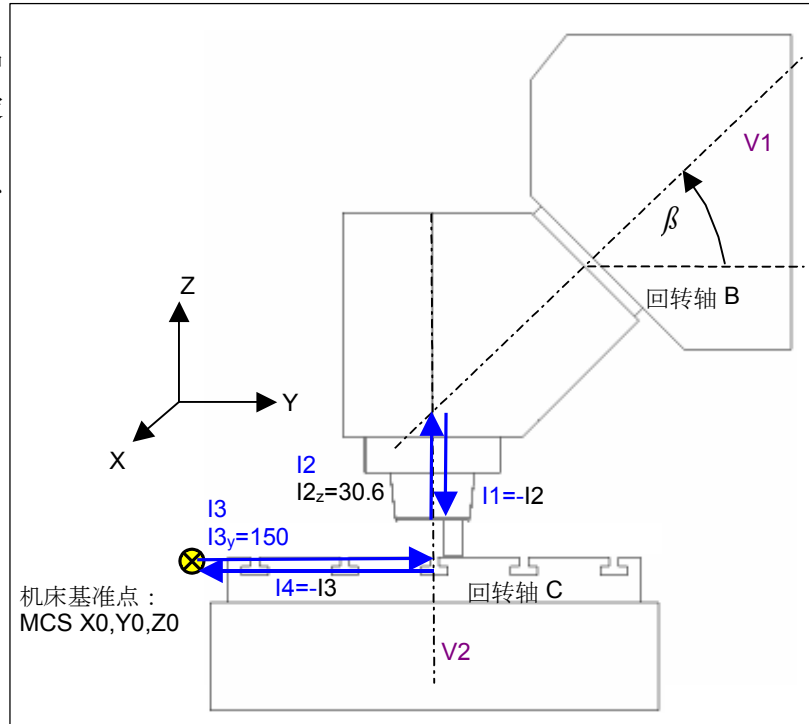 V1
ß
回转轴 B
Z
Y
X
I2
I2z=30.6
I1=-I2
I3
I3y=150
I4=-I3
回转轴 C
机床基准点：
MCS X0,Y0,Z0
V2